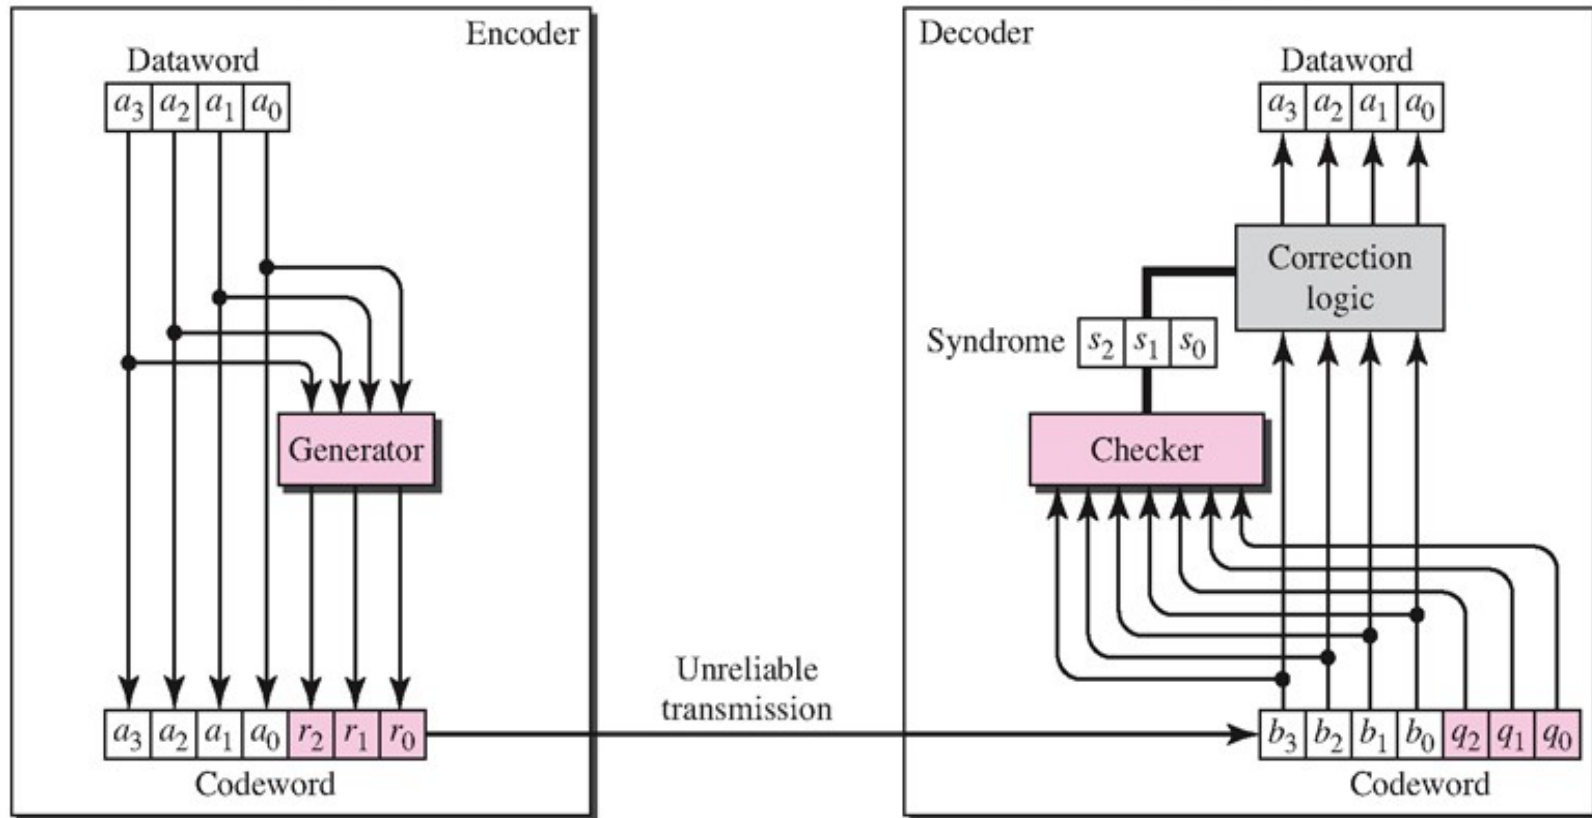 Encoder
Dataword
a3 a2 a1 a0
Generator
a3 a2 a1 a0 r2 r1 r0
Codeword
Unreliable
transmission
Decoder
Dataword
a3 a2 a1 a0
Correction
logic
Syndrome s2 s1 s0
Checker
b3 b2 b1 b0 q2 q1 q0
Codeword